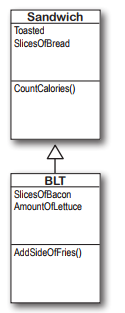 Sandwich
Toasted
SlicesOfBread
CountCalories()
BLT
SlicesOfBacon
AmountOfLettuce
AddSideOfFries()